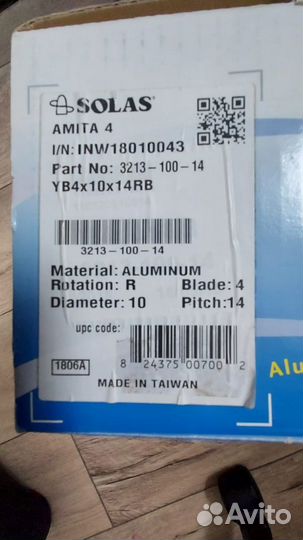 SOLAS
AMITA 4
I/N: INW18010043
Part No: 3213-100-14
YB4x10x14RB
3213-100-14
Material: ALUMINUM
Rotation: R Blade: 4
Diameter: 10 Pitch: 14
upc code:
8 24375 00700 2
1806A
MADE IN TAIWAN
Alu
Avito